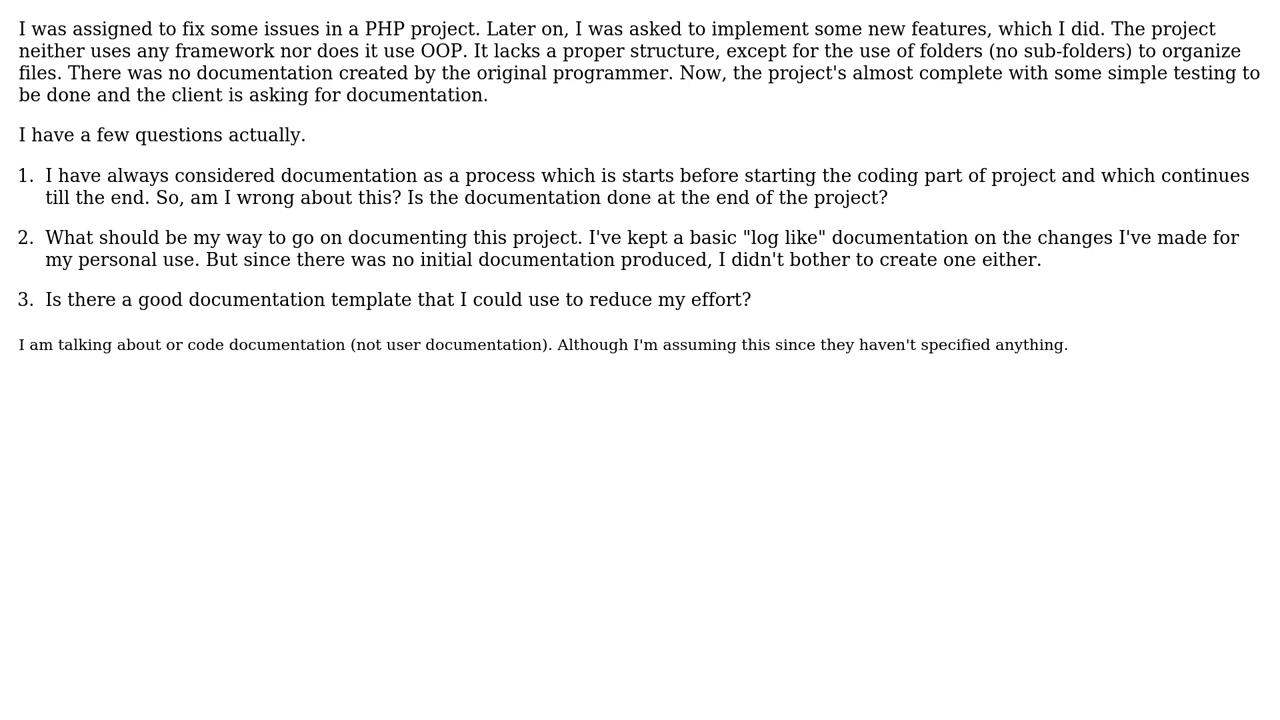 I was assigned to fix some issues in a PHP project. Later on, I was asked to implement some new features, which I did. The project
neither uses any framework nor does it use OOP. It lacks a proper structure, except for the use of folders (no sub-folders) to organize
files. There was no documentation created by the original programmer. Now, the project's almost complete with some simple testing to
be done and the client is asking for documentation.
I have a few questions actually.
1. I have always considered documentation as a process which is starts before starting the coding part of project and which continues
till the end. So, am I wrong about this? Is the documentation done at the end of the project?
2. What should be my way to go on documenting this project. I've kept a basic "log like" documentation on the changes I've made for
my personal use. But since there was no initial documentation produced, I didn't bother to create one either.
3. Is there a good documentation template that I could use to reduce my effort?
I am talking about or code documentation (not user documentation). Although I'm assuming this since they haven't specified anything.